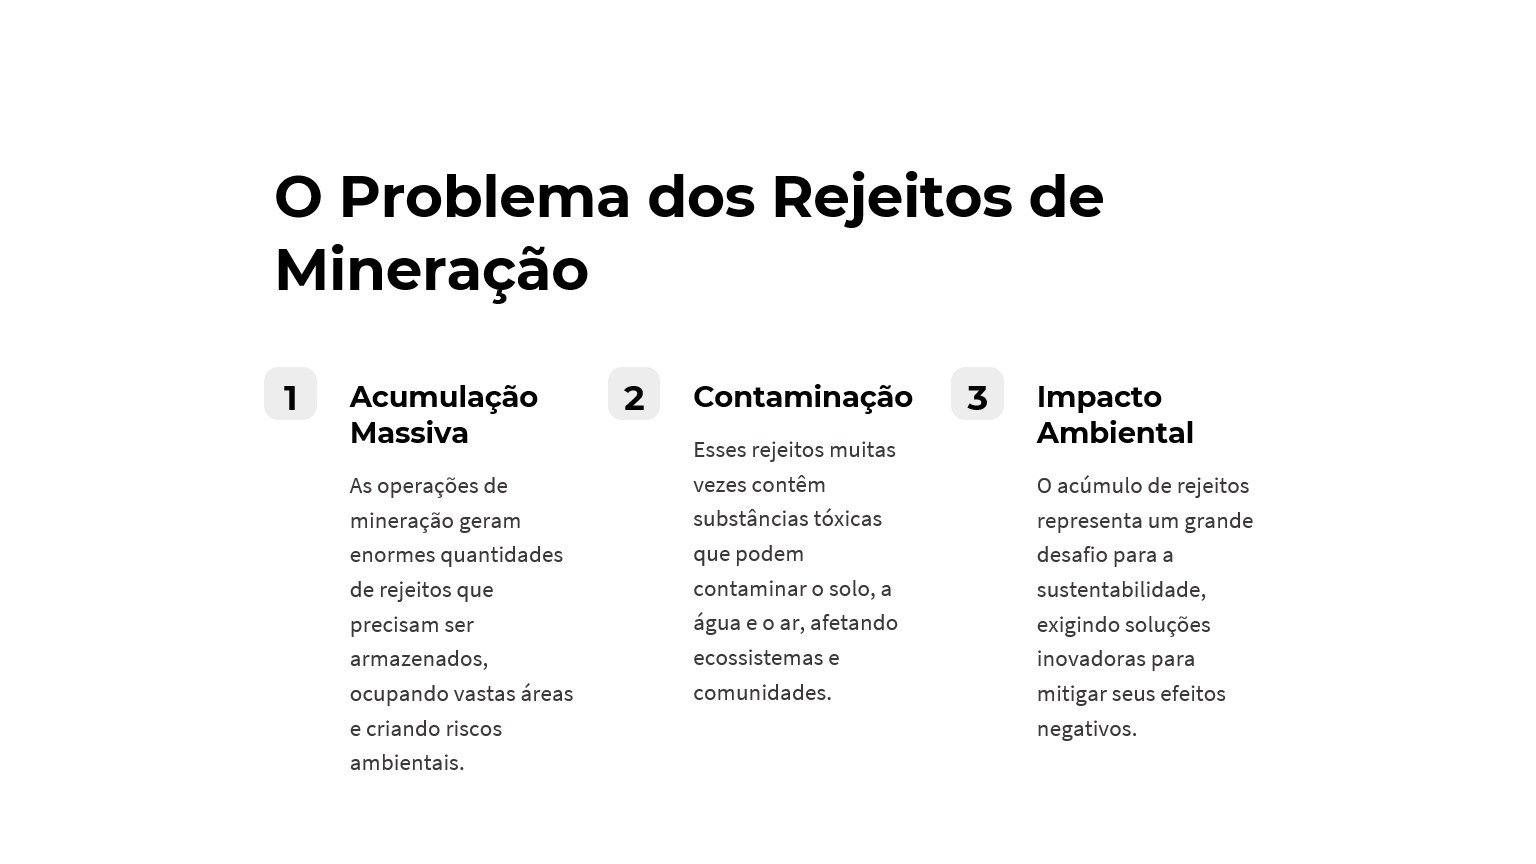 O Problema dos Rejeitos de
Mineração
1
Acumulação
Massiva
As operações de
mineração geram
enormes quantidades
de rejeitos que
precisam ser
armazenados,
ocupando vastas áreas
e criando riscos
ambientais.
2
Contaminação
Esses rejeitos muitas
vezes contêm
substâncias tóxicas
que podem
contaminar o solo, a
água e o ar, afetando
ecossistemas e
comunidades.
3
Impacto
Ambiental
O acúmulo de rejeitos
representa um grande
desafio para a
sustentabilidade,
exigindo soluções
inovadoras para
mitigar seus efeitos
negativos.